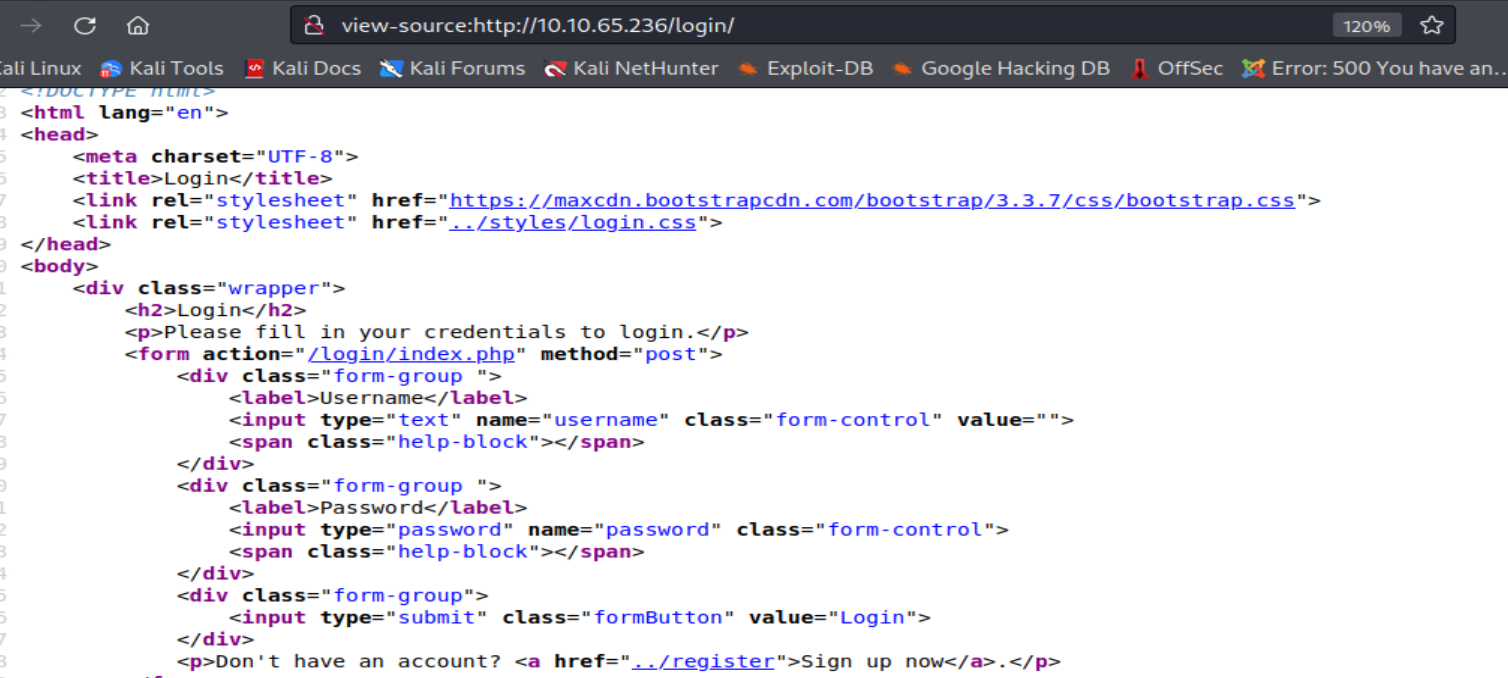 view-source:http://10.10.65.236/login/ 120%
Kali Linux Kali Tools Kali Docs Kali Forums Kali NetHunter Exploit-DB Google Hacking DB OffSec Error: 500 You have an…
<!DOCTYPE html>
3 <html lang="en">
4 <head>
5 <meta charset="UTF-8">
6 <title>Login</title>
7 <link rel="stylesheet" href="https://maxcdn.bootstrapcdn.com/bootstrap/3.3.7/css/bootstrap.css">
8 <link rel="stylesheet" href="../styles/login.css">
9 </head>
0 <body>
1 <div class="wrapper">
2 <h2>Login</h2>
3 <p>Please fill in your credentials to login.</p>
4 <form action="/login/index.php" method="post">
5 <div class="form-group ">
6 <label>Username</label>
7 <input type="text" name="username" class="form-control" value="">
8 <span class="help-block"></span>
9 </div>
0 <div class="form-group ">
1 <label>Password</label>
2 <input type="password" name="password" class="form-control">
3 <span class="help-block"></span>
4 </div>
5 <div class="form-group">
6 <input type="submit" class="formButton" value="Login">
7 </div>
8 <p>Don't have an account? <a href="../register">Sign up now</a>.</p>